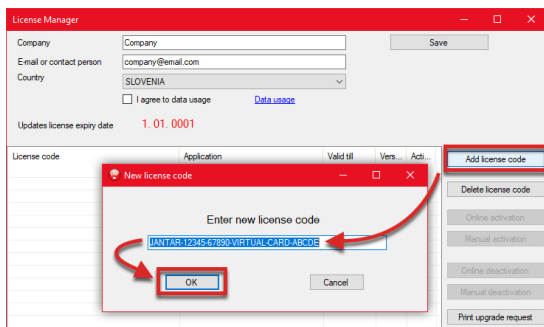 License Manager
Company
Company
Save
E-mail or contact person
company@email.com
Country
SLOVENIA
I agree to data usage
Data usage
Updates license expiry date
1. 01. 0001
License code
Application
Valid till
Vers...
Acti...
Add license code
New license code
Delete license code
Enter new license code
Online activation
JANTAR-12345-67890-VIRTUAL-CARD-ABCDE
Manual activation
OK
Cancel
Online deactivation
Manual deactivation
Print upgrade request